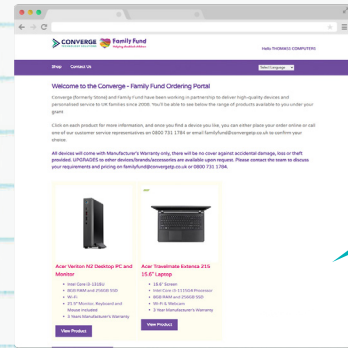 CONVERGE Family Fund
TECHNOLOGY SOLUTIONS Helping disabled children
Hello THOMAS1 COMPUTERS
Shop Contact Us Select Language
Welcome to the Converge - Family Fund Ordering Portal
Converge (formerly Stone) and Family Fund have been working in partnership to deliver high-quality devices and
personalised service to UK families since 2008. You'll be able to see below the range of products available to you under your
grant.
Click on each product for more information, and once you find a device you like, you can either place your order online or call
one of our customer service representatives on 0800 731 1784 or email familyfund@convergetp.co.uk to confirm your
choice.
All devices will come with Manufacturer's Warranty only, there will be no cover against accidental damage, loss or theft
provided. UPGRADES to other devices/brands/accessories are available upon request. Please contact the team to discuss
your requirements and pricing on familyfund@convergetp.co.uk or 0800 731 1784.
Acer Veriton N2 Desktop PC and
Monitor
Intel Core i3-1318U
8GB RAM and 256GB SSD
Wi-Fi
21.5" Monitor, Keyboard and
Mouse Included
3 Years Manufacturer's Warranty
View Product
Acer Travelmate Extensa 215
15.6" Laptop
15.6" Screen
Intel Core i3-1115G4 Processor
8GB RAM and 256GB SSD
Wi-Fi & Webcam
3 Year Manufacturer's Warranty
View Product